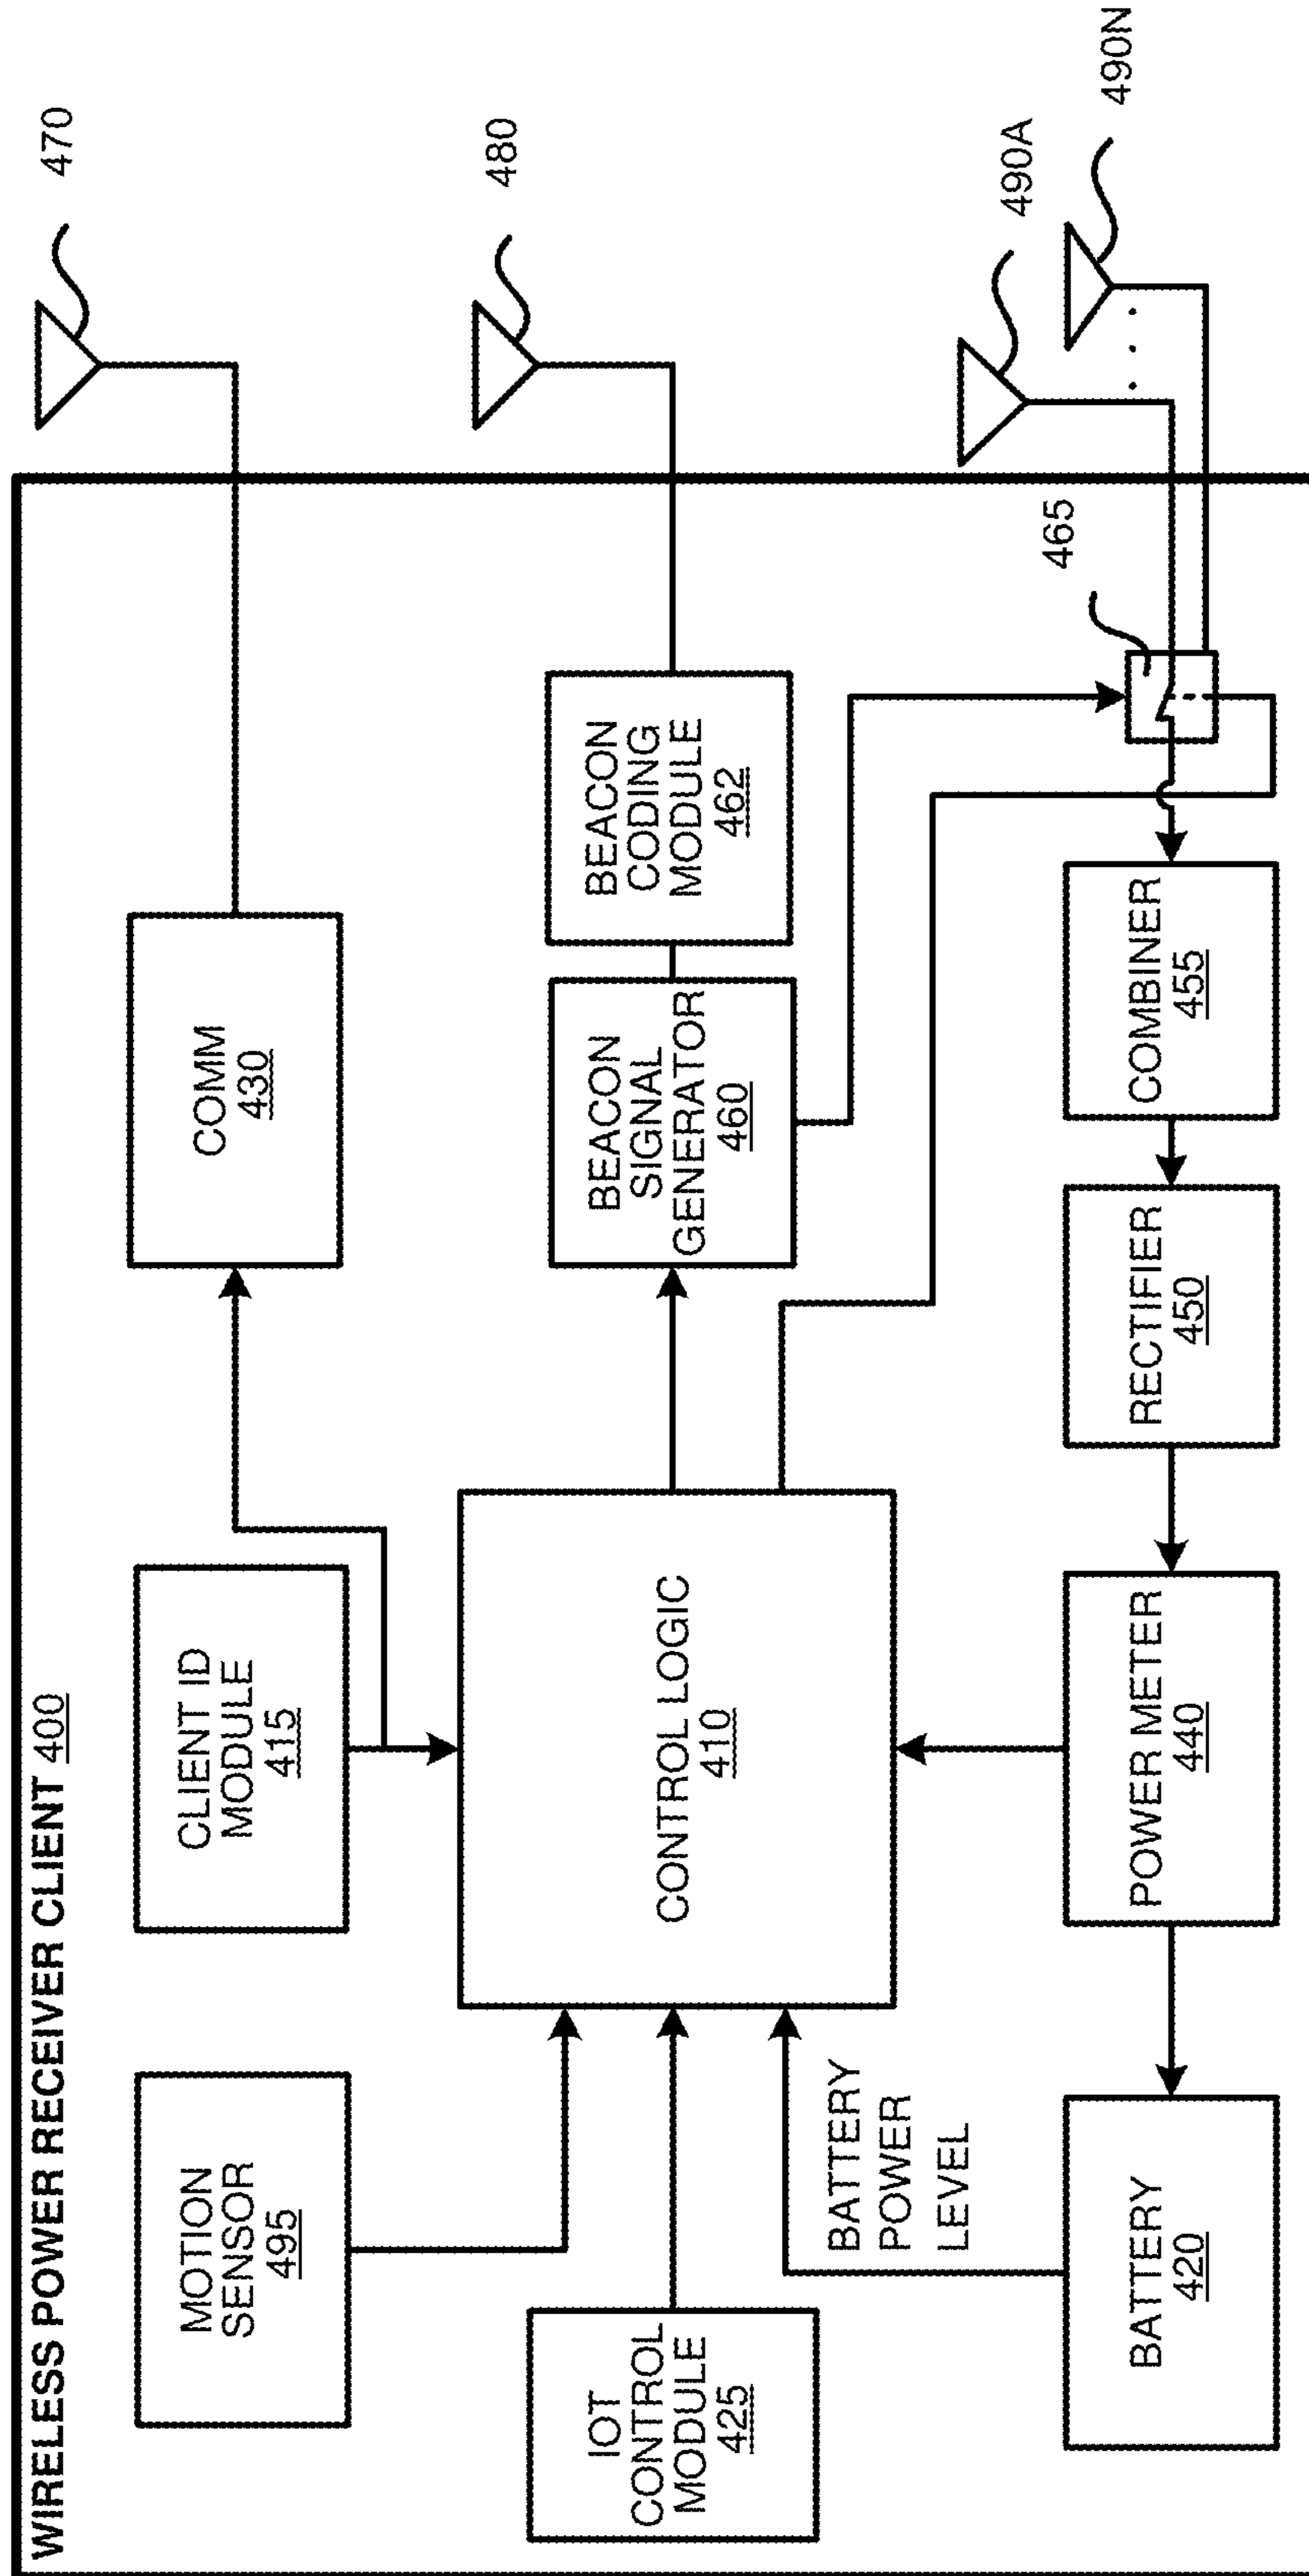 WIRELESS POWER RECEIVER CLIENT 400
MOTION
SENSOR
495
CLIENT ID
MODULE
415
COMM
430
470
IOT
CONTROL
MODULE
425
CONTROL LOGIC
410
BEACON
SIGNAL
GENERATOR
460
BEACON
CODING
MODULE
462
480
BATTERY
POWER
LEVEL
BATTERY
420
POWER METER
440
RECTIFIER
450
COMBINER
455
465
490A
. . .
490N